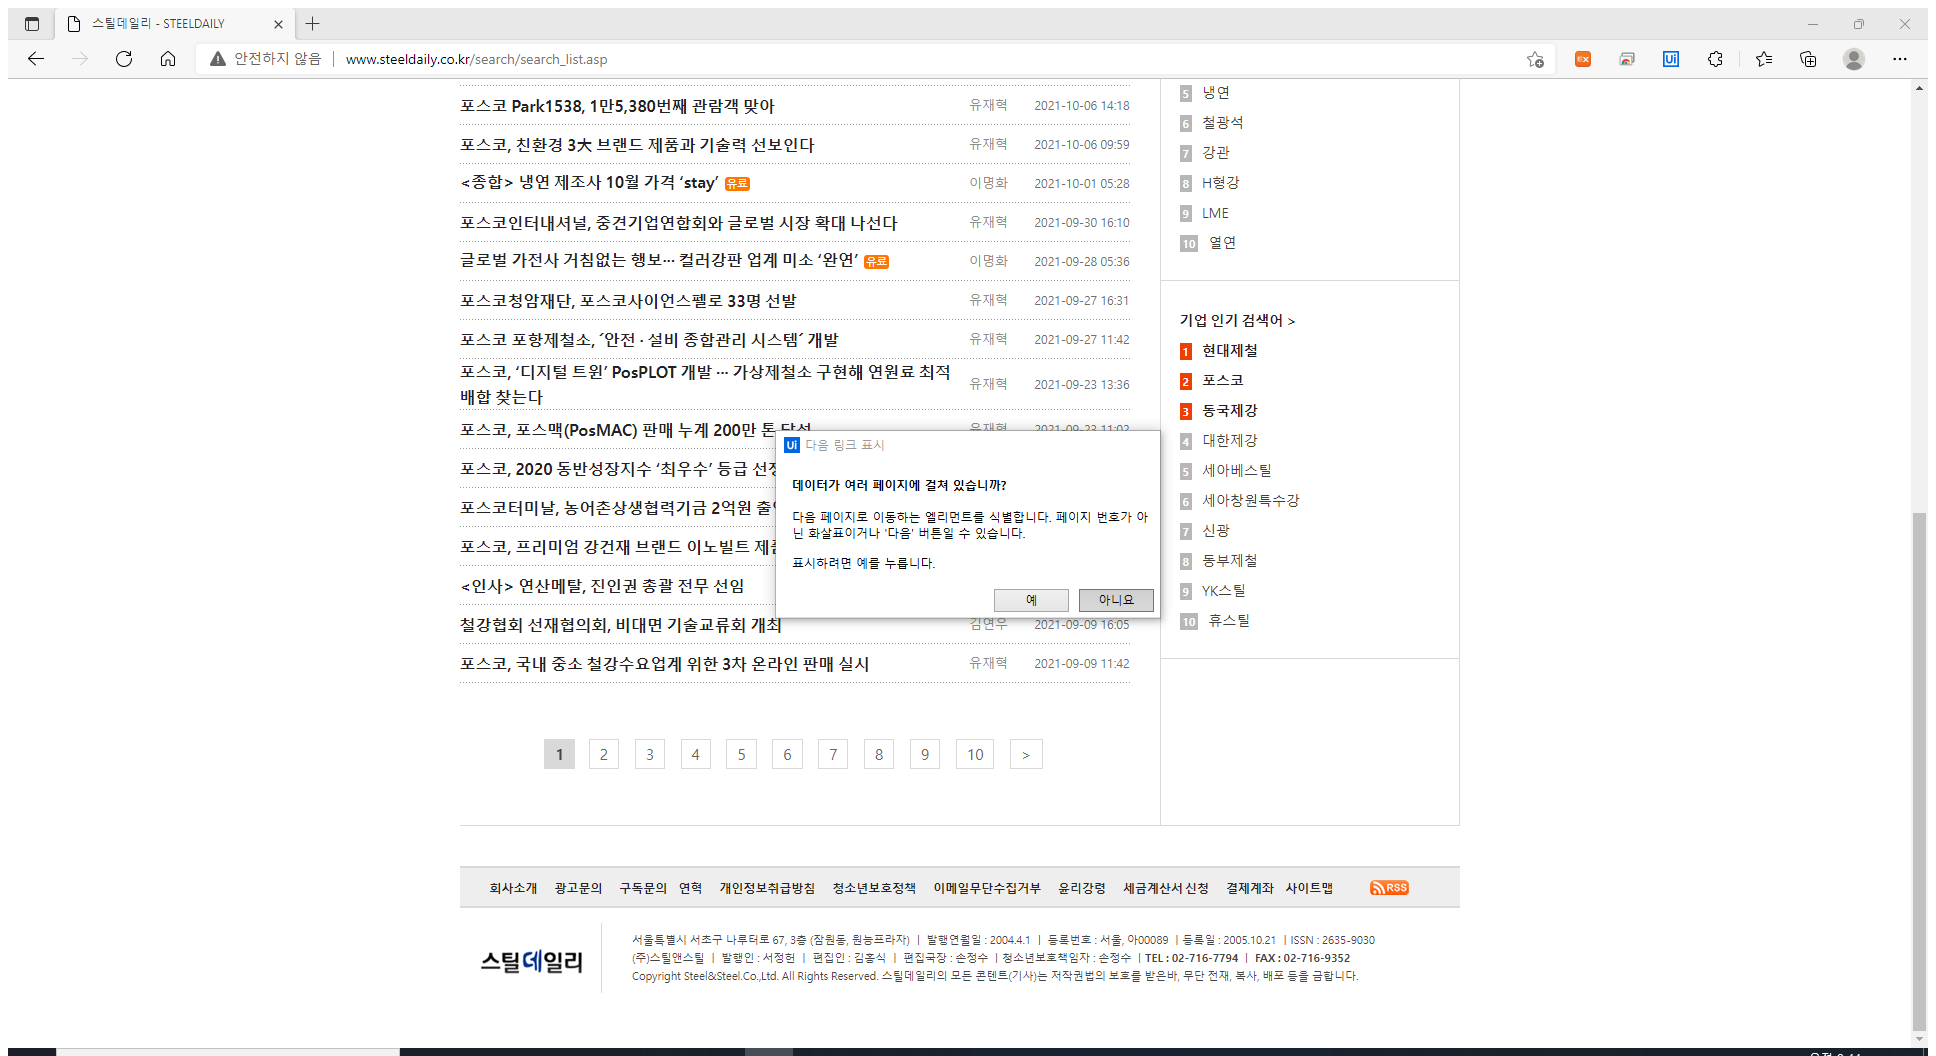 스틸데일리 - STEELDAILY
안전하지 않음 www.steeldaily.co.kr/search/search_list.asp
포스코 Park1538, 1만5,380번째 관람객 맞아 유재혁 2021-10-06 14:18
포스코, 친환경 3大 브랜드 제품과 기술력 선보인다 유재혁 2021-10-06 09:59
<종합> 냉연 제조사 10월 가격 ‘stay’ 유료 이명화 2021-10-01 05:28
포스코인터내셔널, 중견기업연합회와 글로벌 시장 확대 나선다 유재혁 2021-09-30 16:10
글로벌 가전사 거침없는 행보··· 컬러강판 업계 미소 ‘완연’ 유료 이명화 2021-09-28 05:36
포스코청암재단, 포스코사이언스펠로 33명 선발 유재혁 2021-09-27 16:31
포스코 포항제철소, ´안전 · 설비 종합관리 시스템´ 개발 유재혁 2021-09-27 11:42
포스코, ‘디지털 트윈’ PosPLOT 개발 ··· 가상제철소 구현해 연원료 최적
배합 찾는다 유재혁 2021-09-23 13:36
포스코, 포스맥(PosMAC) 판매 누계 200만 톤 달성 유재혁 2021-09-23 11:02
포스코, 2020 동반성장지수 ‘최우수’ 등급
포스코터미날, 농어촌상생협력기금 2억원
포스코, 프리미엄 강건재 브랜드 이노빌트
<인사> 연산메탈, 진인권 총괄 전무 선임
철강협회 선재협의회, 비대면 기술교류회 개최 김연우 2021-09-09 16:05
포스코, 국내 중소 철강수요업계 위한 3차 온라인 판매 실시 유재혁 2021-09-09 11:42
1 2 3 4 5 6 7 8 9 10 >
5 냉연
6 철광석
7 강관
8 H형강
9 LME
10 열연
기업 인기 검색어 >
1 현대제철
2 포스코
3 동국제강
4 대한제강
5 세아베스틸
6 세아창원특수강
7 신광
8 동부제철
9 YK스틸
10 휴스틸
Ui 다음 링크 표시
데이터가 여러 페이지에 걸쳐 있습니까?
다음 페이지로 이동하는 엘리먼트를 식별합니다. 페이지 번호가 아
닌 화살표이거나 '다음' 버튼일 수 있습니다.
표시하려면 예를 누릅니다.
예 아니요
회사소개 광고문의 구독문의 연혁 개인정보취급방침 청소년보호정책 이메일무단수집거부 윤리강령 세금계산서 신청 결제계좌 사이트맵 RSS
스틸데일리
서울특별시 서초구 나루터로 67, 3층 (잠원동, 원능프라자) | 발행연월일 : 2004.4.1 | 등록번호 : 서울, 아00089 | 등록일 : 2005.10.21 | ISSN : 2635-9030
(주)스틸앤스틸 | 발행인 : 서정헌 | 편집인 : 김홍식 | 편집국장 : 손정수 | 청소년보호책임자 : 손정수 | TEL : 02-716-7794 | FAX : 02-716-9352
Copyright Steel&Steel.Co.,Ltd. All Rights Reserved. 스틸데일리의 모든 콘텐트(기사)는 저작권법의 보호를 받은바, 무단 전재, 복사, 배포 등을 금합니다.